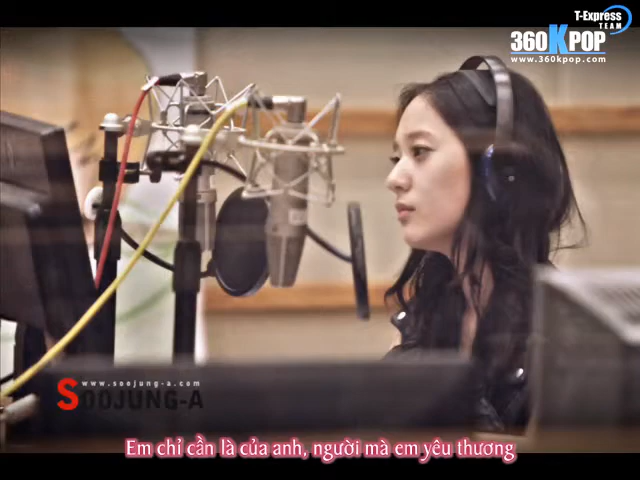 T-Express
TEAM
360KPOP
www.360kpop.com
www.soojung-a.com
SOOJUNG-A
Em chỉ cần là của anh, người mà em yêu thương